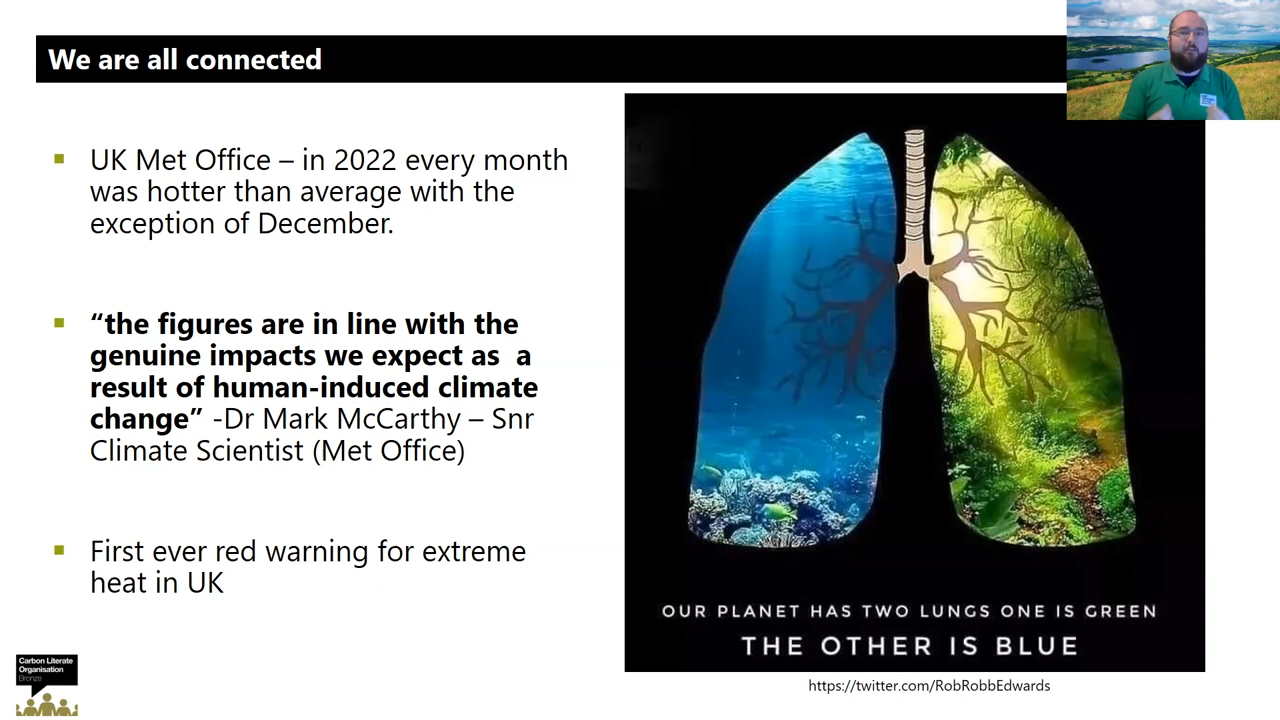 We are all connected
UK Met Office – in 2022 every month
was hotter than average with the
exception of December.
“the figures are in line with the
genuine impacts we expect as a
result of human-induced climate
change” -Dr Mark McCarthy – Snr
Climate Scientist (Met Office)
First ever red warning for extreme
heat in UK
OUR PLANET HAS TWO LUNGS ONE IS GREEN
THE OTHER IS BLUE
https://twitter.com/RobRobbEdwards
Carbon Literate
Organisation
Bronze